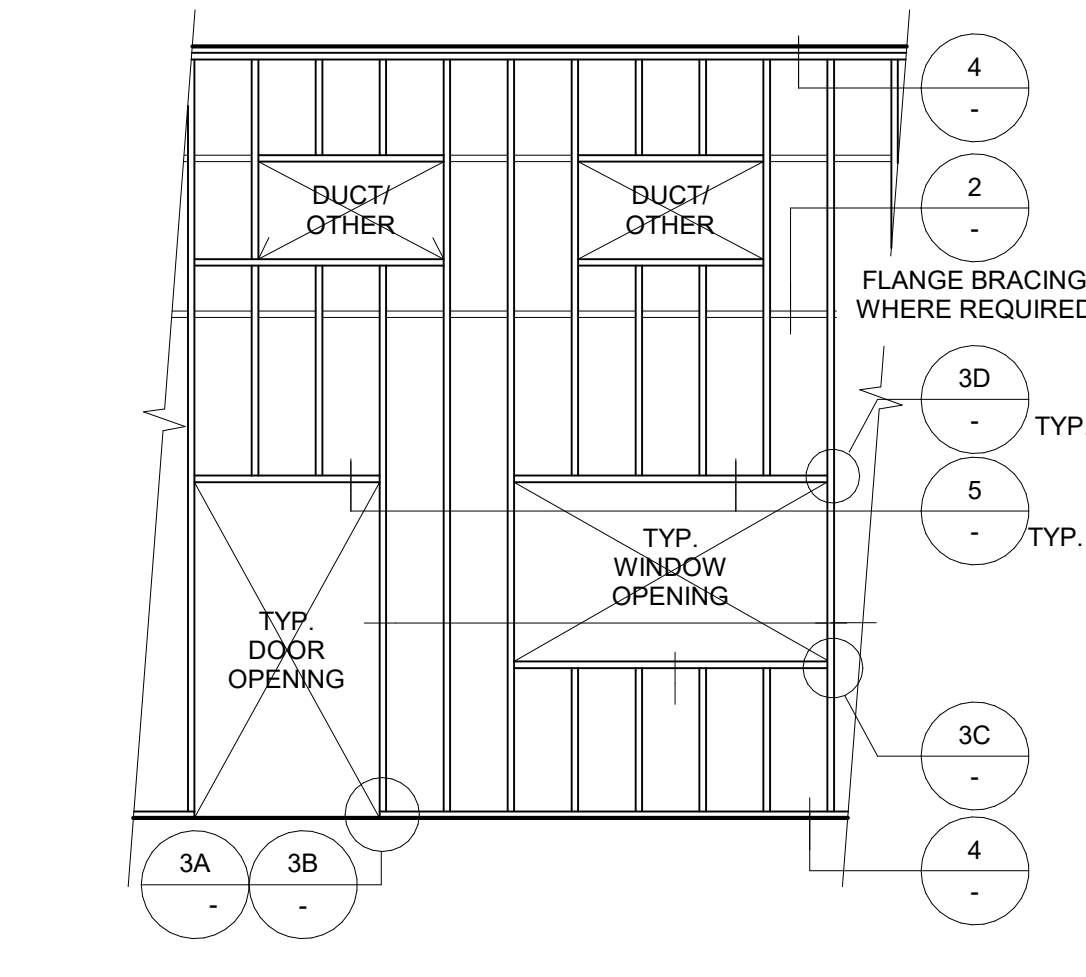 4
-
2
-
DUCT/
OTHER
DUCT/
OTHER
FLANGE BRACING
WHERE REQUIRED
3D
-
TYP.
5
-
TYP.
TYP.
WINDOW
OPENING
TYP.
DOOR
OPENING
3C
-
4
-
3A
-
3B
-